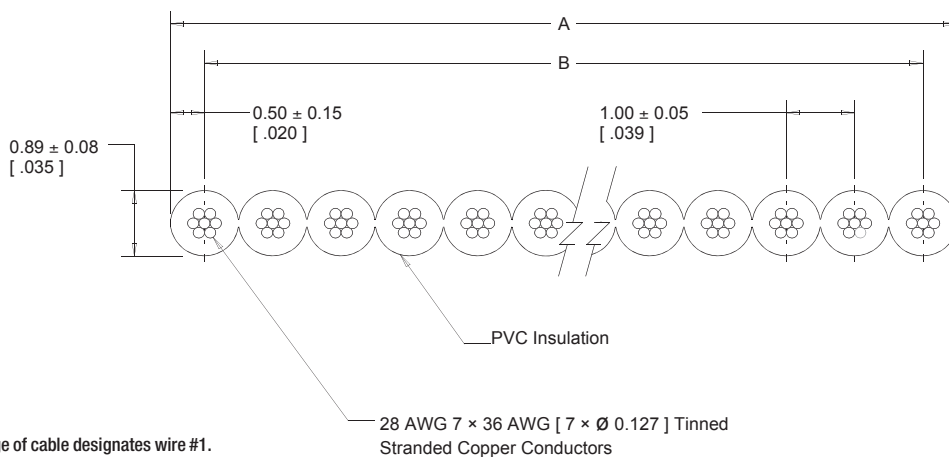 A
B
0.50 ± 0.15
[ .020 ]
1.00 ± 0.05
[ .039 ]
0.89 ± 0.08
[ .035 ]
PVC Insulation
28 AWG 7 × 36 AWG [ 7 × Ø 0.127 ] Tinned
Stranded Copper Conductors
of cable designates wire #1.